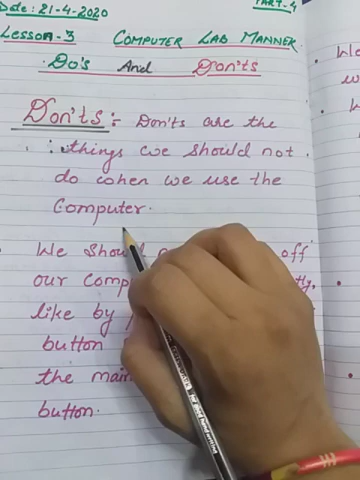 Date: 21-4-2020
PART-4
LESSON-3 COMPUTER LAB MANNER
Do's And Don'ts
Don'ts:- Don'ts are the
things we should not
do when we use the
Computer.
We should off
our
like by
button
the main
button.